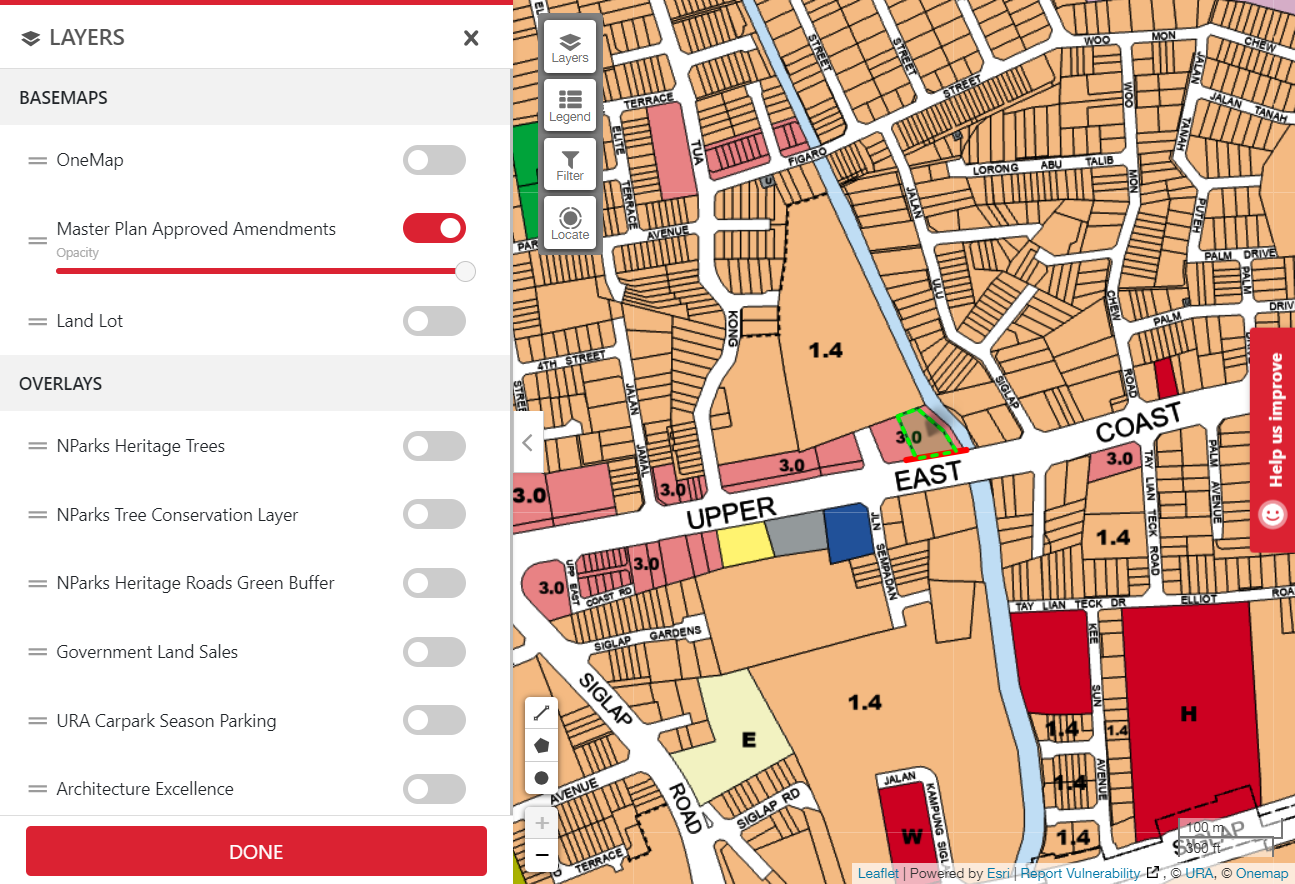 LAYERS
BASEMAPS
OneMap
Master Plan Approved Amendments
Opacity
Land Lot
OVERLAYS
NParks Heritage Trees
NParks Tree Conservation Layer
NParks Heritage Roads Green Buffer
Government Land Sales
URA Carpark Season Parking
Architecture Excellence
DONE
Layers
Legend
Filter
Locate
STREET
STREET
STREET
WOO
MON
CHEW
JALAN
JALAN TANAH
WOO
MON
CHEW
ROAD
TANAH
PUTEH
TERRACE
ELITE
TERRACE
TUA
KONG
FIGARO
U
LORONG ABU TALIB
JALAN
ULU
SIGLAP
AVENUE
PALM DRIVE
PALM
PALM
4TH STREET
JALAN
JAMAL
1.4
3.0
3.0
3.0
3.0
3.0
3.0
3.0
UPPER
EAST
COAST
TAY LIAN TECK ROAD
PALM AVENUE
1.4
JLN SEMPADAN
UPP EAST
COAST RD
SIGLAP GARDENS
TAY LIAN TECK DR
ELLIOT
KEE
SUN
AVENUE
SIGLAP
ROAD
1.4
E
H
1.4
1.4
1.4
1.4
SIGLAP RD
AVENUE
TERRACE
JALAN
KAMPUNG
W
SIGLAP
100 m
300 ft
Help us improve
+
−
Leaflet | Powered by Esri | Report Vulnerability , © URA, © Onemap